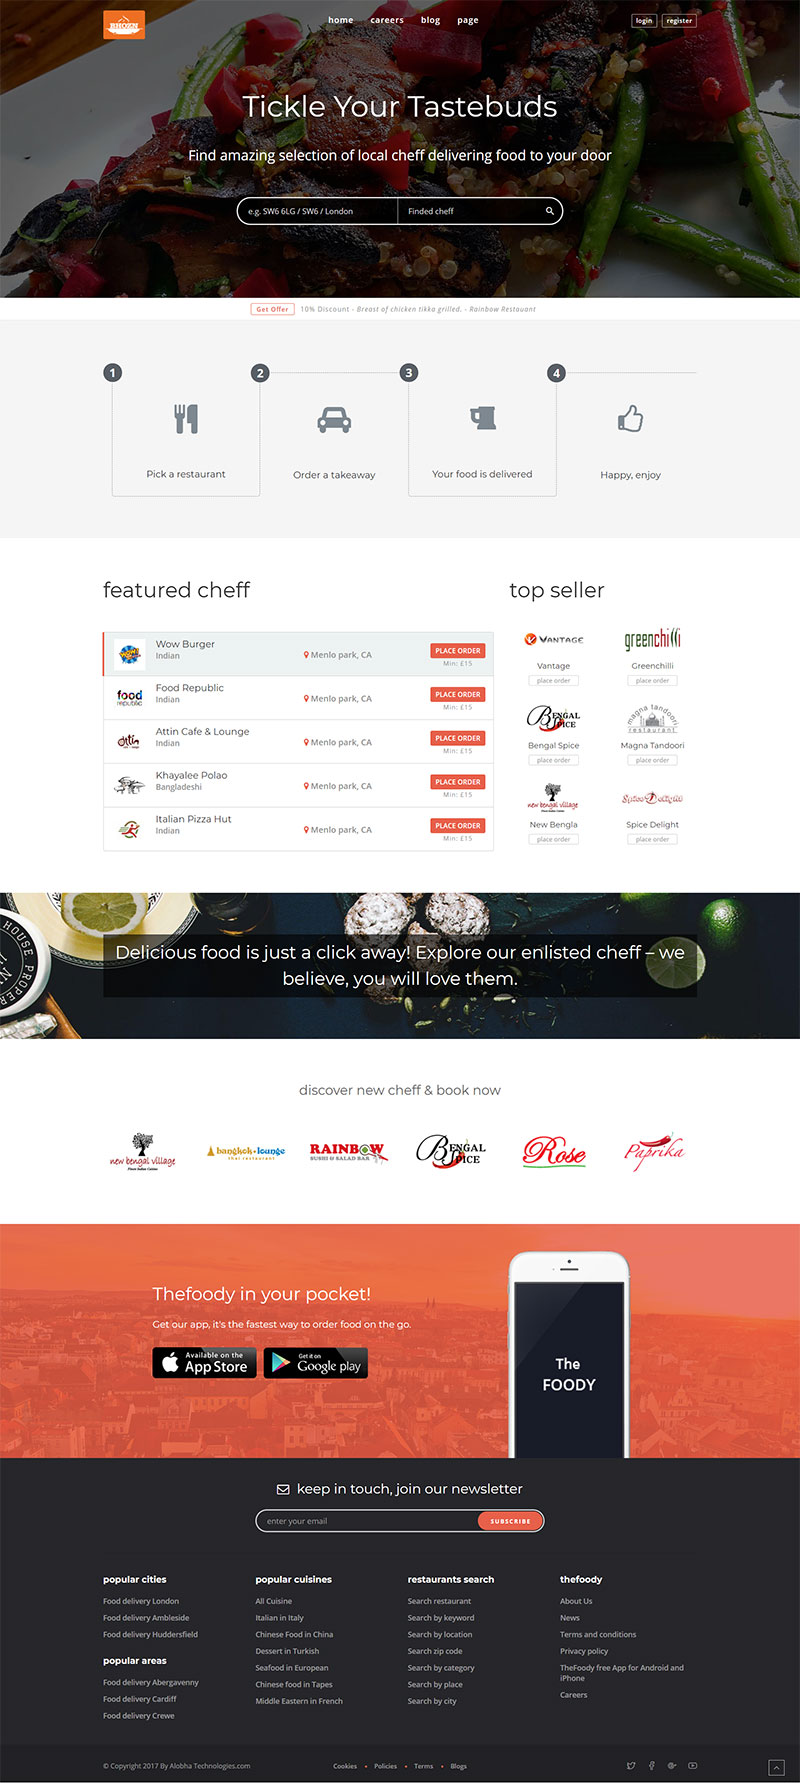 BHOZN
home careers blog page
login register
Tickle Your Tastebuds
Find amazing selection of local cheff delivering food to your door
e.g. SW6 6LG / SW6 / London Finded cheff
Get Offer 10% Discount - Breast of chicken tikka grilled. - Rainbow Restauant
1 2 3 4
Pick a restaurant
Order a takeaway
Your food is delivered
Happy, enjoy
featured cheff
Wow Burger
Indian
Menlo park, CA
PLACE ORDER
Min: £15
food republic
Food Republic
Indian
Menlo park, CA
PLACE ORDER
Min: £15
Attin
Attin Cafe & Lounge
Indian
Menlo park, CA
PLACE ORDER
Min: £15
Khayalee Polao
Bangladeshi
Menlo park, CA
PLACE ORDER
Min: £15
Italian Pizza Hut
Indian
Menlo park, CA
PLACE ORDER
Min: £15
top seller
VANTAGE
Vantage
place order
greenchilli
Greenchilli
place order
BENGAL SPICE
Bengal Spice
place order
magna tandoori
restaurant
Magna Tandoori
place order
new bengal village
New Bengla
place order
Spice Delight
Spice Delight
place order
HOUSE PROPER
Delicious food is just a click away! Explore our enlisted cheff – we
believe, you will love them.
discover new cheff & book now
new bengal village
bangkok lounge
thai restaurant
RAINBOW
SUSHI & SALAD BAR
BENGAL
SPICE
Rose
Paprika
Thefoody in your pocket!
Get our app, it's the fastest way to order food on the go.
Available on the
App Store
Get it on
Google play
The
FOODY
keep in touch, join our newsletter
enter your email SUBSCRIBE
popular cities
Food delivery London
Food delivery Ambleside
Food delivery Huddersfield
popular areas
Food delivery Abergavenny
Food delivery Cardiff
Food delivery Crewe
popular cuisines
All Cuisine
Italian in Italy
Chinese Food in China
Dessert in Turkish
Seafood in European
Chinese food in Tapes
Middle Eastern in French
restaurants search
Search restaurant
Search by keyword
Search by location
Search zip code
Search by category
Search by place
Search by city
thefoody
About Us
News
Terms and conditions
Privacy policy
TheFoody free App for Android and
iPhone
Careers
© Copyright 2017 By Alobha Technologies.com
Cookies • Policies • Terms • Blogs